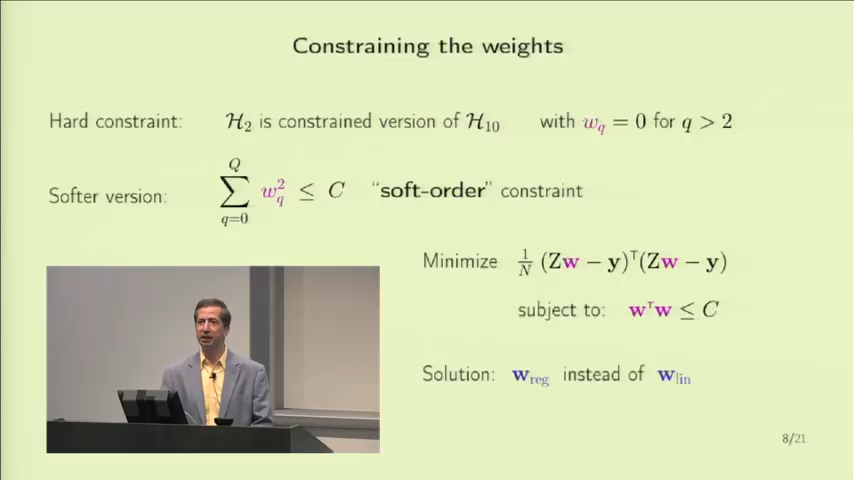 Constraining the weights
Hard constraint: ℋ₂ is constrained version of ℋ₁₀ with w_q = 0 for q > 2
Softer version: ∑_{q=0}^{Q} w_q² ≤ C "soft-order" constraint
Minimize 1/N (Zw − y)ᵀ(Zw − y)
subject to: wᵀw ≤ C
Solution: w_reg instead of w_lin
8/21